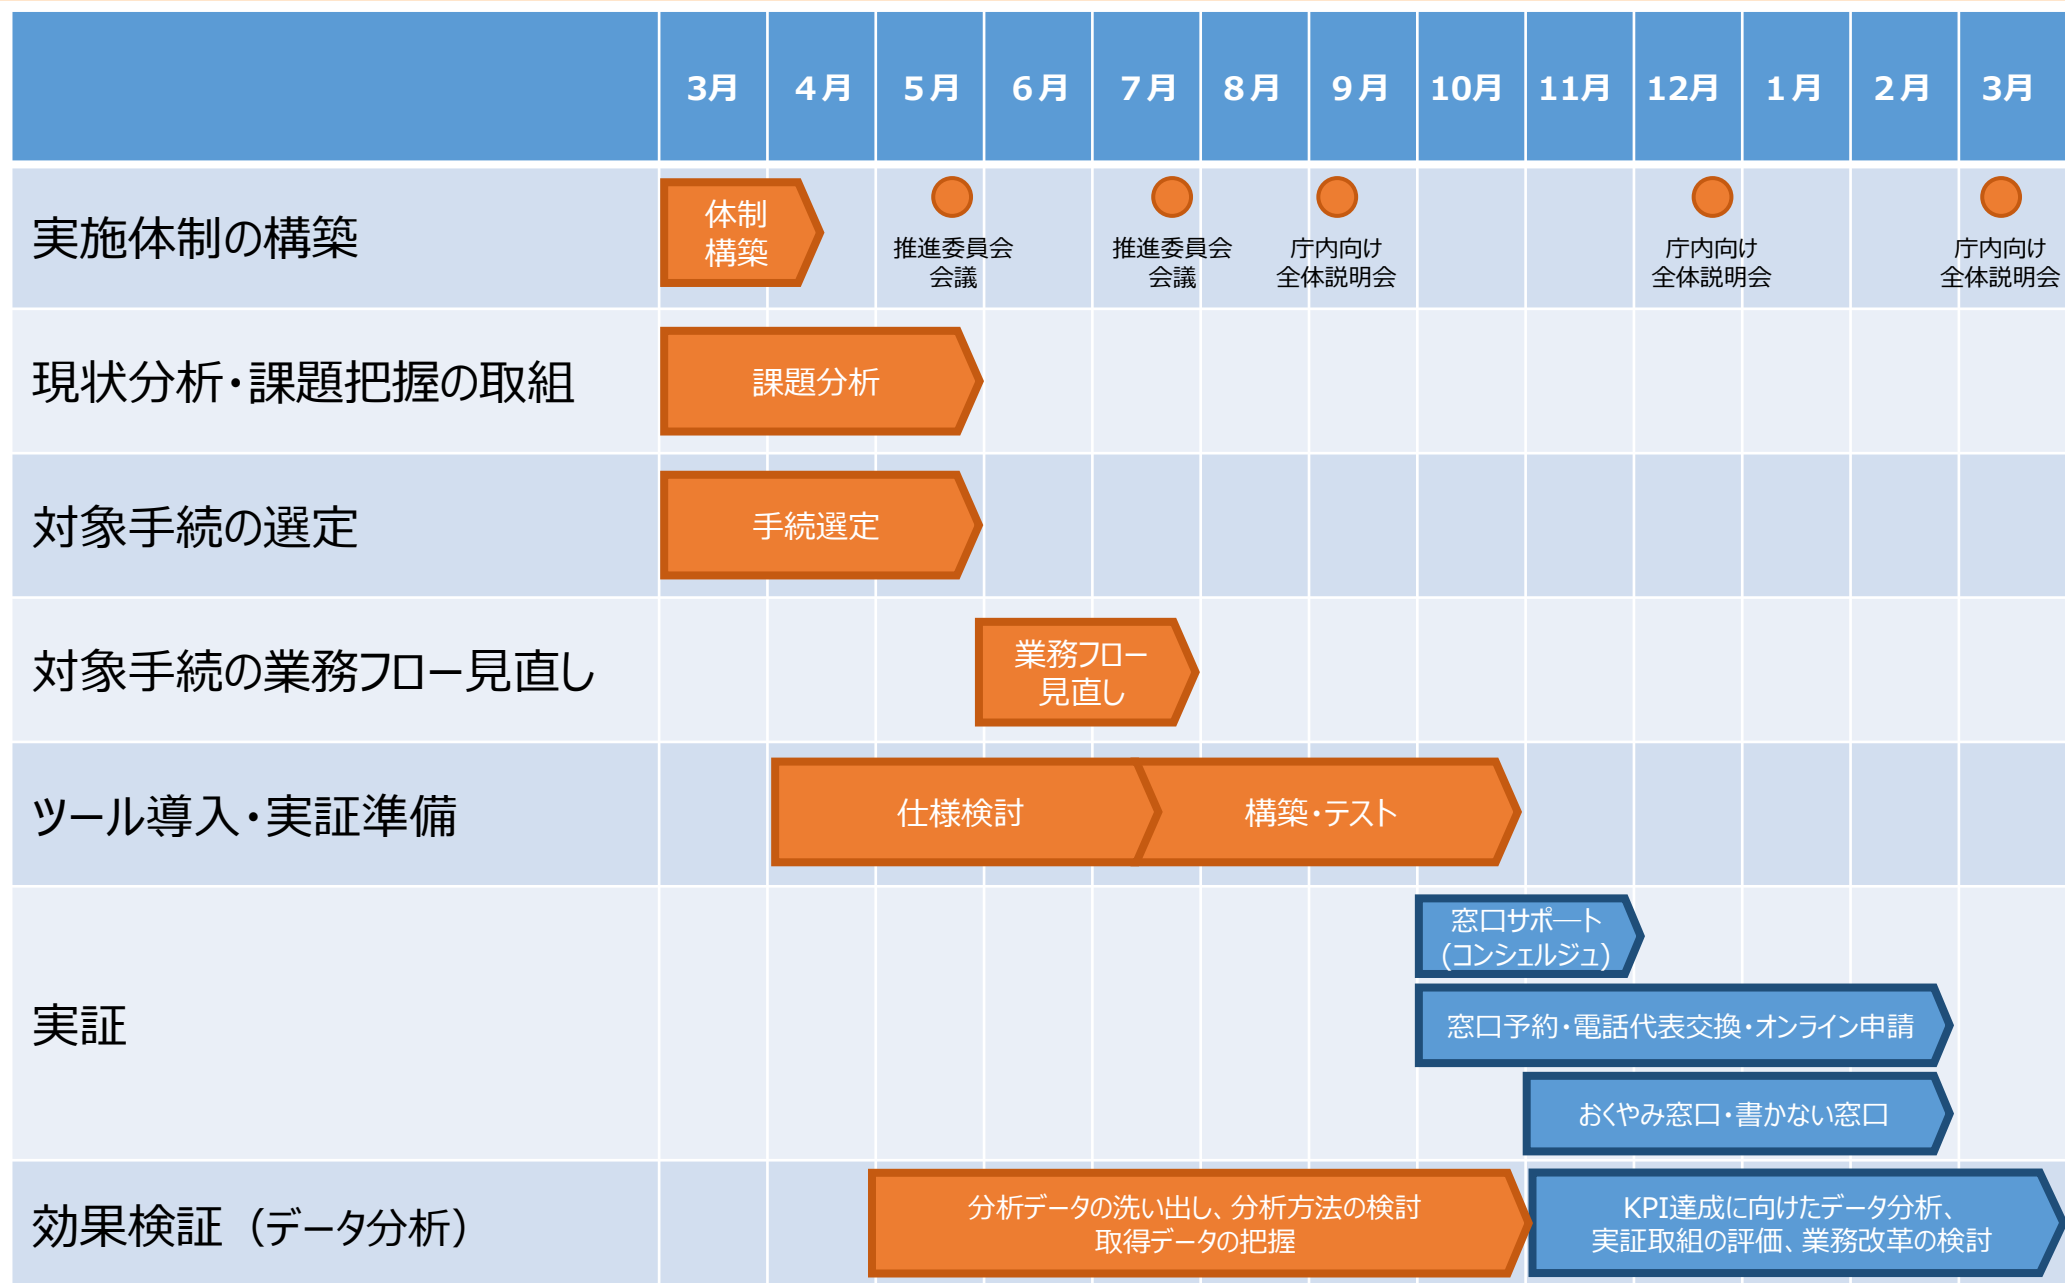 3月 4月 5月 6月 7月 8月 9月 10月 11月 12月 1月 2月 3月
実施体制の構築
体制
構築
推進委員会
会議
推進委員会
会議
庁内向け
全体説明会
庁内向け
全体説明会
庁内向け
全体説明会
現状分析・課題把握の取組
課題分析
対象手続の選定
手続選定
対象手続の業務フロー見直し
業務フロー
見直し
ツール導入・実証準備
仕様検討
構築・テスト
実証
窓口サポート
(コンシェルジュ)
窓口予約・電話代表交換・オンライン申請
おくやみ窓口・書かない窓口
効果検証（データ分析）
分析データの洗い出し、分析方法の検討
取得データの把握
KPI達成に向けたデータ分析、
実証取組の評価、業務改革の検討